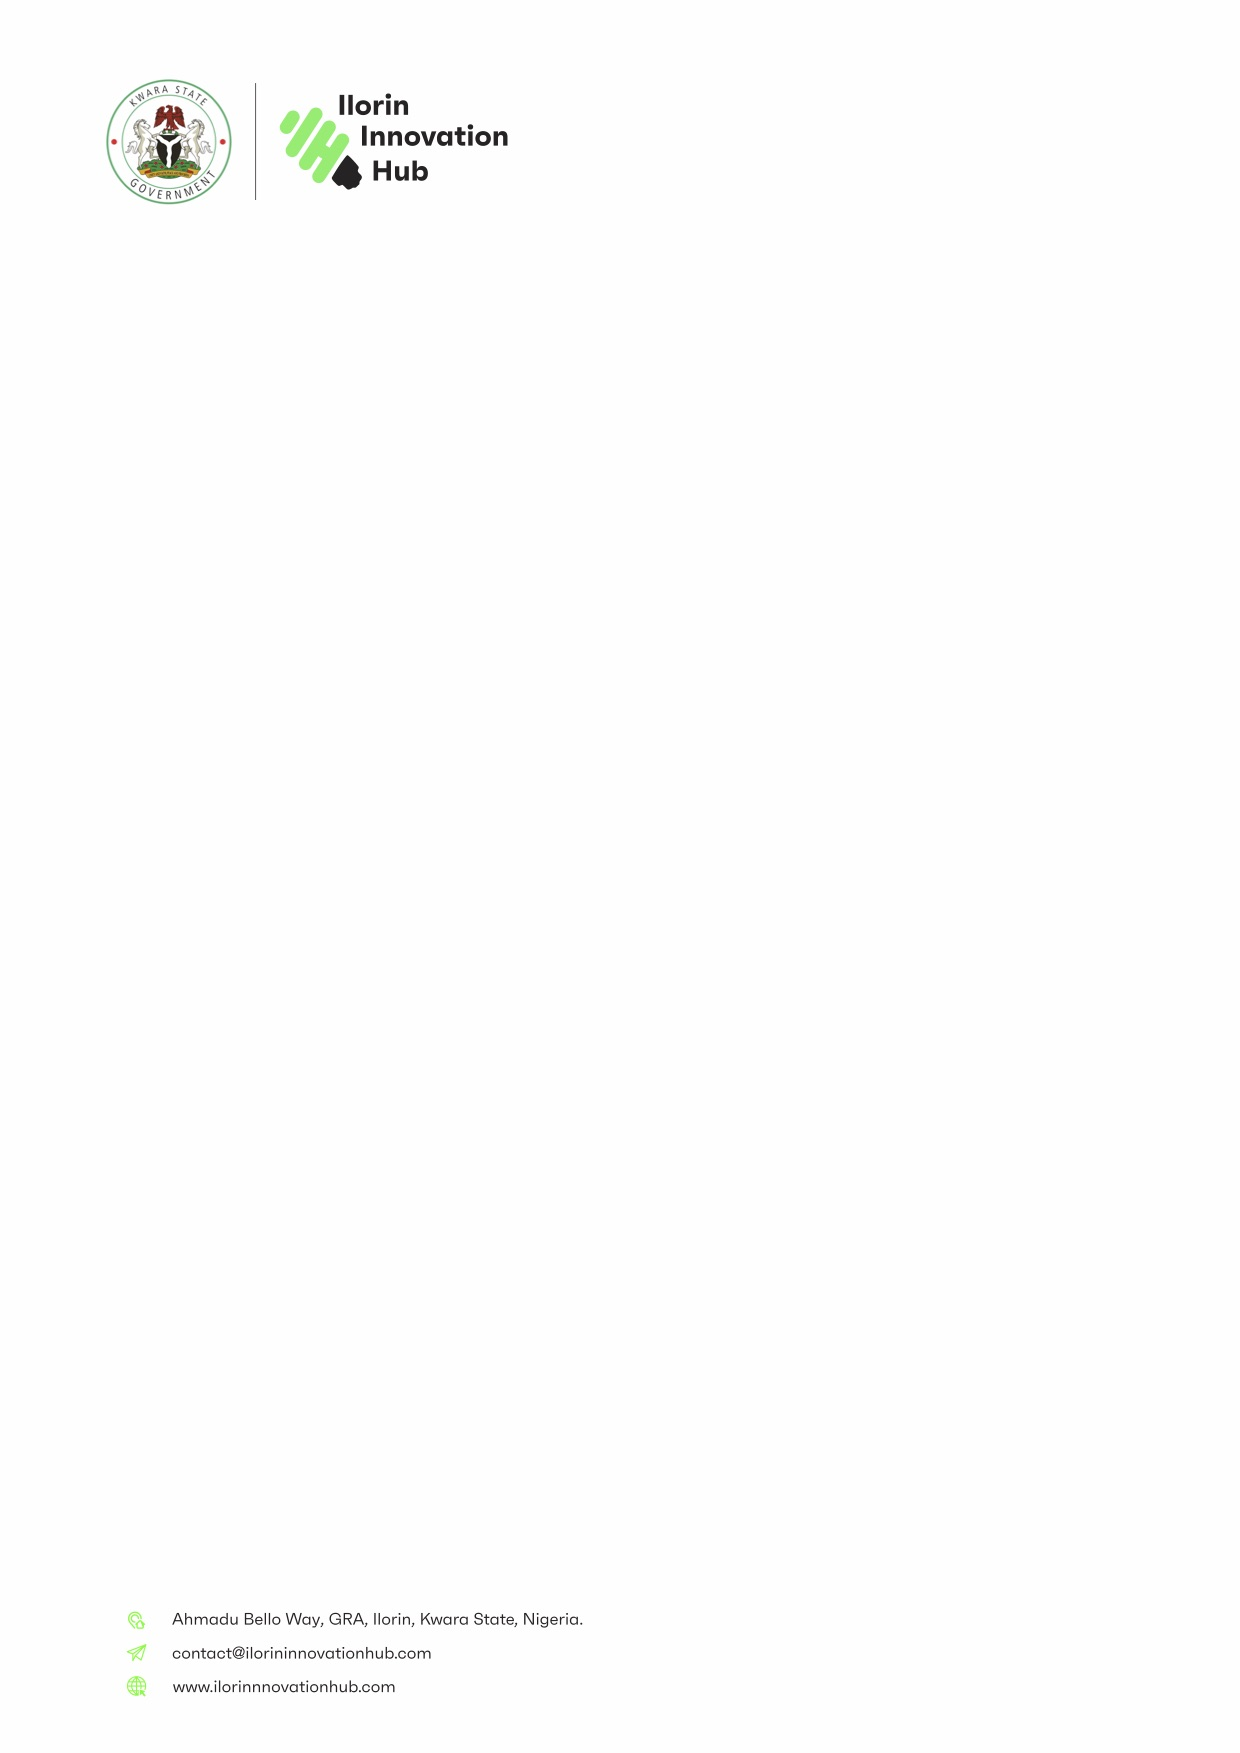 KWARA STATE
GOVERNMENT
Ilorin
Innovation
Hub
Ahmadu Bello Way, GRA, Ilorin, Kwara State, Nigeria.
contact@ilorininnovationhub.com
www.ilorinnnovationhub.com